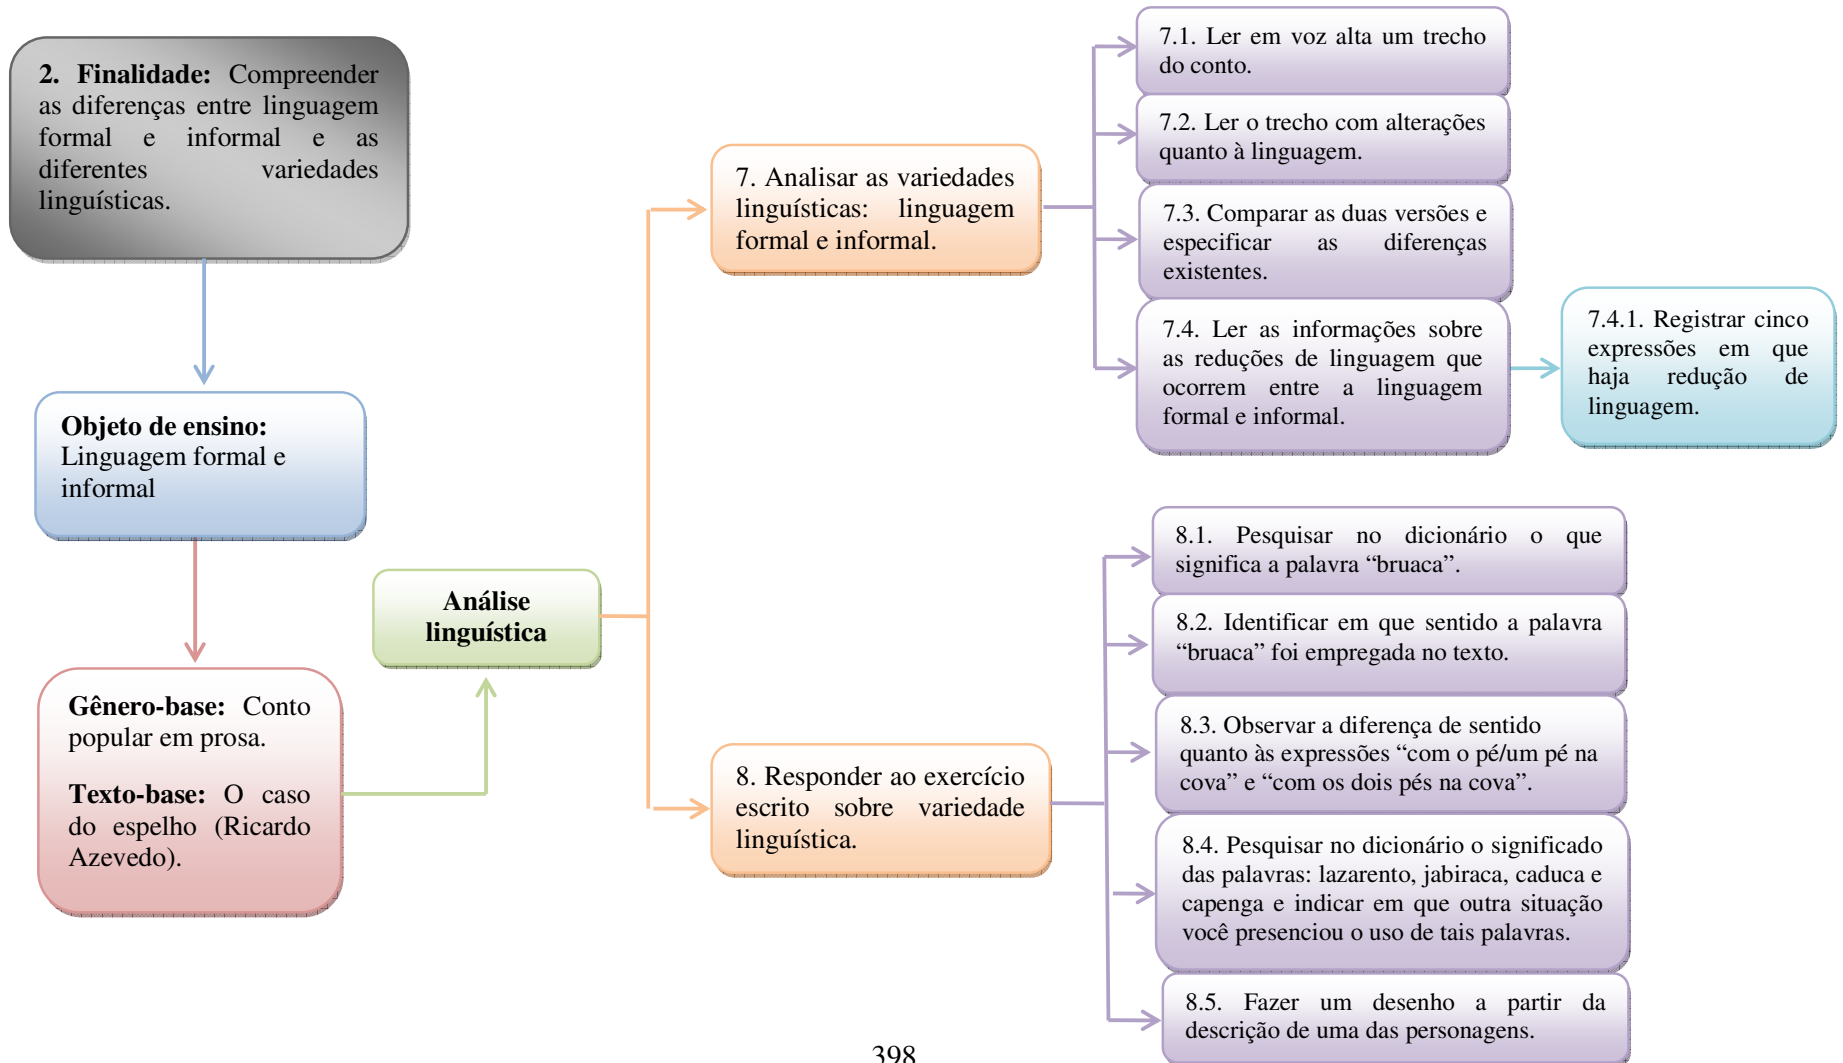 2. Finalidade: Compreender
as diferenças entre linguagem
formal e informal e as
diferentes variedades
linguísticas.
Objeto de ensino:
Linguagem formal e
informal
Gênero-base: Conto
popular em prosa.
Texto-base: O caso
do espelho (Ricardo
Azevedo).
Análise
linguística
7. Analisar as variedades
linguísticas: linguagem
formal e informal.
7.1. Ler em voz alta um trecho
do conto.
7.2. Ler o trecho com alterações
quanto à linguagem.
7.3. Comparar as duas versões e
especificar as diferenças
existentes.
7.4. Ler as informações sobre
as reduções de linguagem que
ocorrem entre a linguagem
formal e informal.
7.4.1. Registrar cinco
expressões em que
haja redução de
linguagem.
8. Responder ao exercício
escrito sobre variedade
linguística.
8.1. Pesquisar no dicionário o que
significa a palavra “bruaca”.
8.2. Identificar em que sentido a palavra
“bruaca” foi empregada no texto.
8.3. Observar a diferença de sentido
quanto às expressões “com o pé/um pé na
cova” e “com os dois pés na cova”.
8.4. Pesquisar no dicionário o significado
das palavras: lazarento, jabiraca, caduca e
capenga e indicar em que outra situação
você presenciou o uso de tais palavras.
8.5. Fazer um desenho a partir da
descrição de uma das personagens.
398